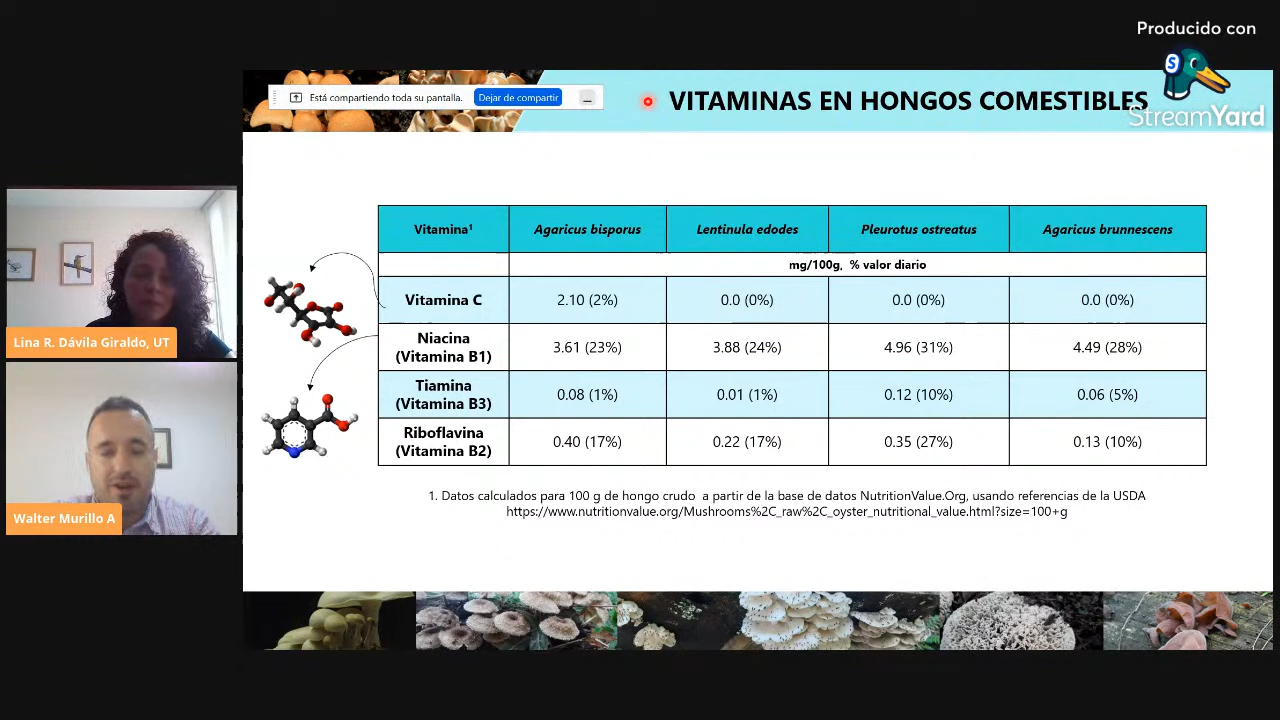 Producido con
StreamYard
Está compartiendo toda su pantalla.
Dejar de compartir
VITAMINAS EN HONGOS COMESTIBLES
Vitamina¹ Agaricus bisporus Lentinula edodes Pleurotus ostreatus Agaricus brunnescens
mg/100g, % valor diario
Vitamina C 2.10 (2%) 0.0 (0%) 0.0 (0%) 0.0 (0%)
Niacina
(Vitamina B1) 3.61 (23%) 3.88 (24%) 4.96 (31%) 4.49 (28%)
Tiamina
(Vitamina B3) 0.08 (1%) 0.01 (1%) 0.12 (10%) 0.06 (5%)
Riboflavina
(Vitamina B2) 0.40 (17%) 0.22 (17%) 0.35 (27%) 0.13 (10%)
1. Datos calculados para 100 g de hongo crudo a partir de la base de datos NutritionValue.Org, usando referencias de la USDA
https://www.nutritionvalue.org/Mushrooms%2C_raw%2C_oyster_nutritional_value.html?size=100+g
Lina R. Dávila Giraldo, UT
Walter Murillo A